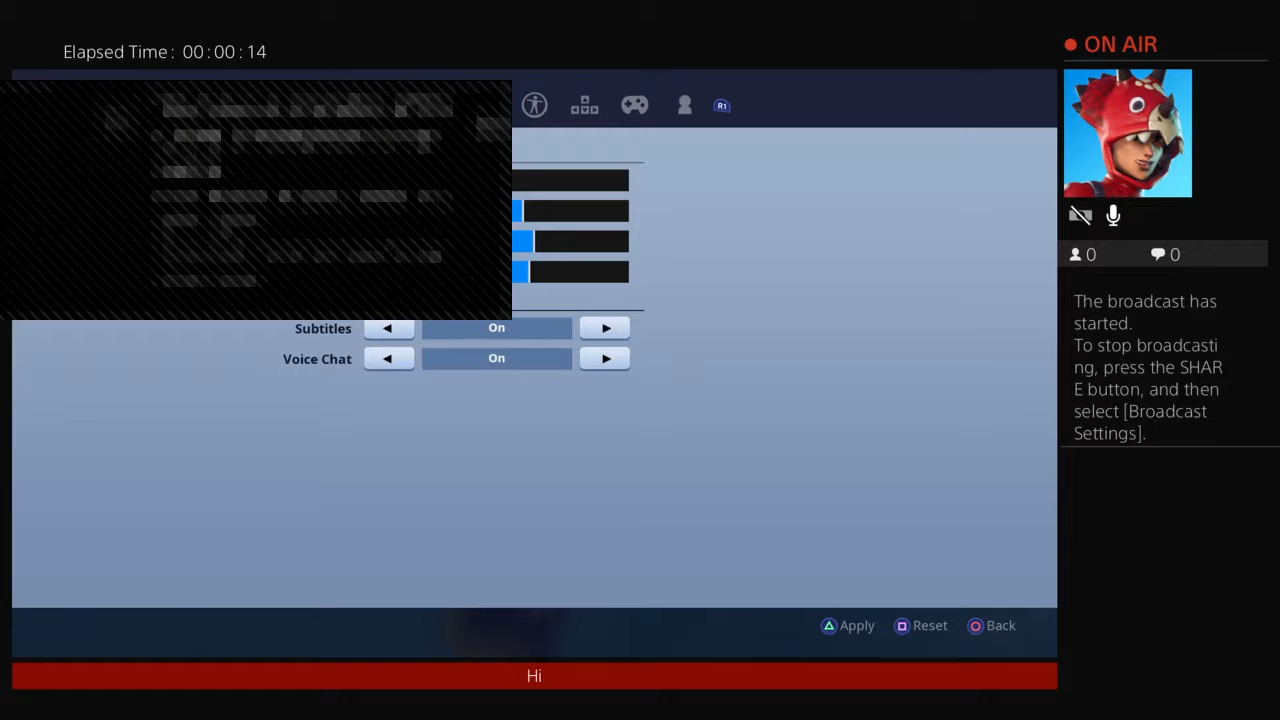 Elapsed Time: 00:00:14
ON AIR
R1
0 0
The broadcast has
started.
To stop broadcasti
ng, press the SHAR
E button, and then
select [Broadcast
Settings].
Subtitles On
Voice Chat On
Apply Reset Back
Hi